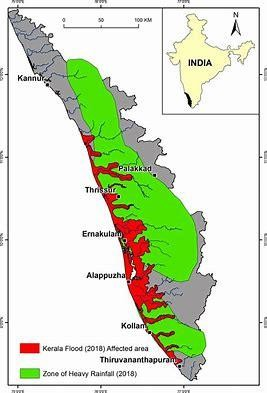 0 50 100 KM
N
INDIA
Kannur
Palakkad
Thrissur
Ernakulam
Alappuzha
Kollan
Thiruvananthapuram
Kerala Flood (2018) Affected area
Zone of Heavy Rainfall (2018)